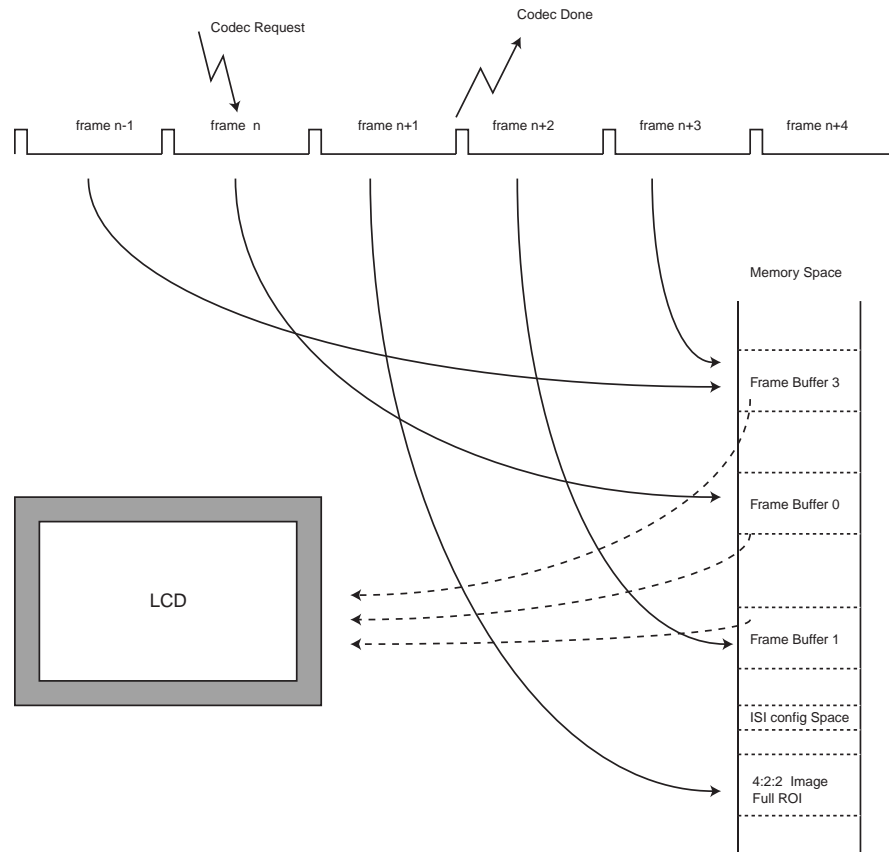 Codec Request
Codec Done
frame n-1
frame n
frame n+1
frame n+2
frame n+3
frame n+4
Memory Space
Frame Buffer 3
Frame Buffer 0
LCD
Frame Buffer 1
ISI config Space
4:2:2 Image
Full ROI